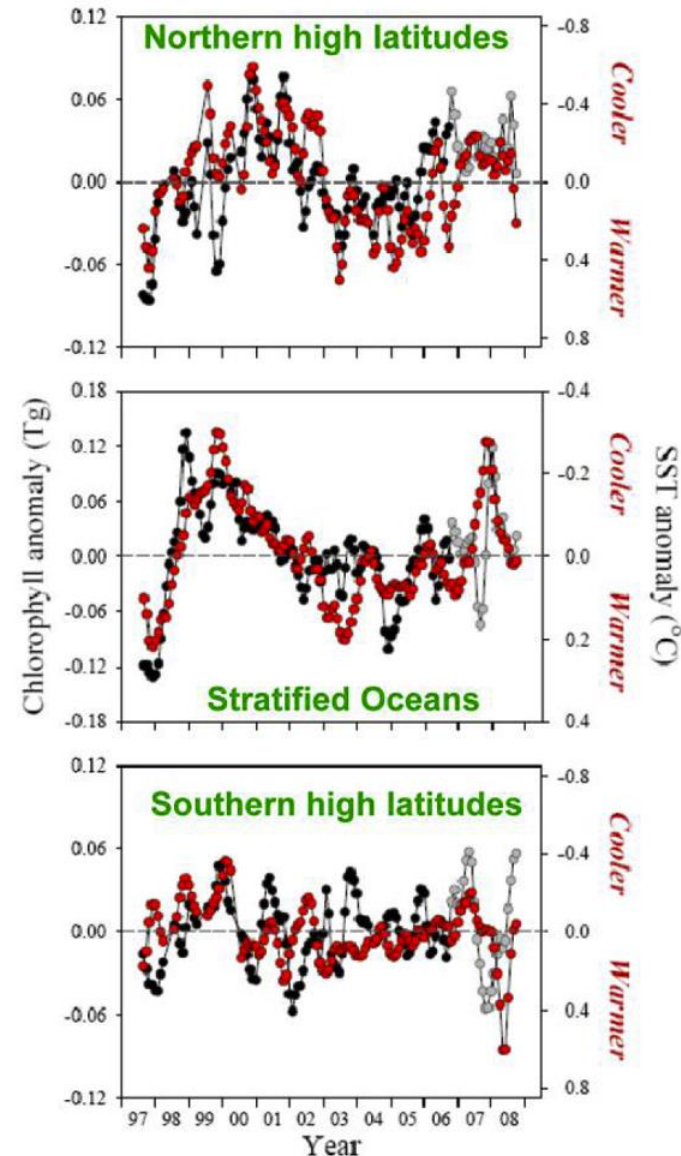 0.12
0.06
0.00
-0.06
-0.12
Northern high latitudes
-0.8
-0.4
0.0
0.4
0.8
Cooler
Warmer
0.18
0.12
0.06
0.00
-0.06
-0.12
-0.18
Stratified Oceans
-0.4
-0.2
0.0
0.2
0.4
Cooler
Warmer
Chlorophyll anomaly (Tg)
SST anomaly (°C)
0.12
0.06
0.00
-0.06
-0.12
Southern high latitudes
-0.8
-0.4
0.0
0.4
0.8
Cooler
Warmer
97 98 99 00 01 02 03 04 05 06 07 08
Year